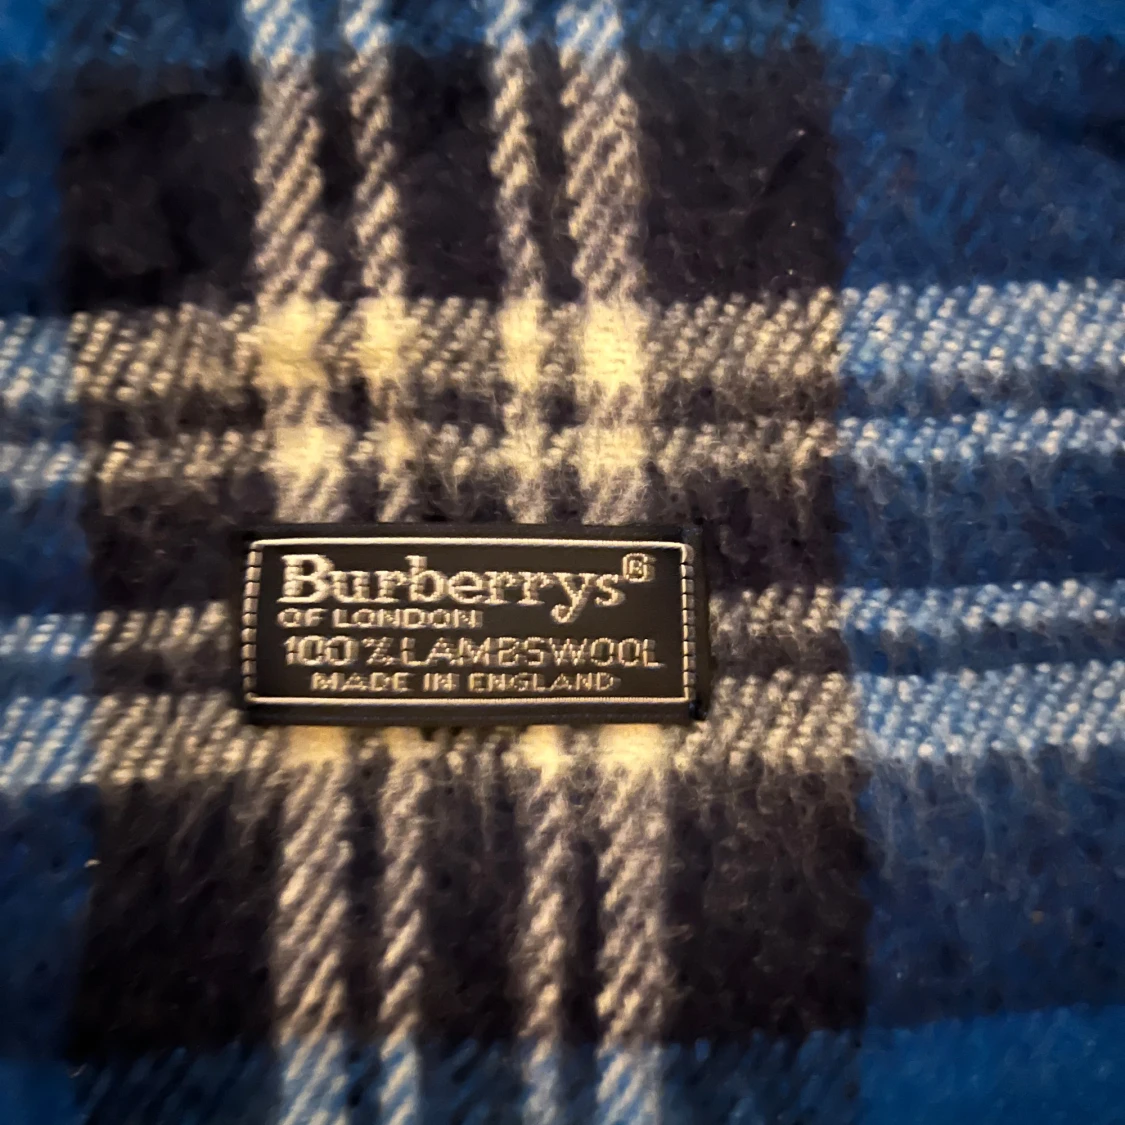 Burberrys®
OF LONDON
100% LAMBSWOOL
MADE IN ENGLAND